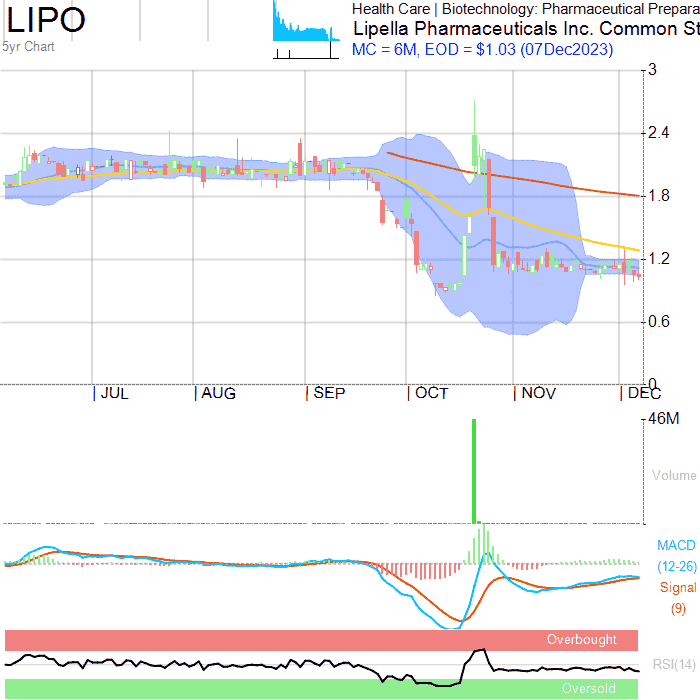 LIPO
5yr Chart
Health Care | Biotechnology: Pharmaceutical Prepara
Lipella Pharmaceuticals Inc. Common St
MC = 6M, EOD = $1.03 (07Dec2023)
3
2.4
1.8
1.2
0.6
0
JUL
AUG
SEP
OCT
NOV
DEC
46M
Volume
MACD
(12-26)
Signal
(9)
Overbought
RSI(14)
Oversold